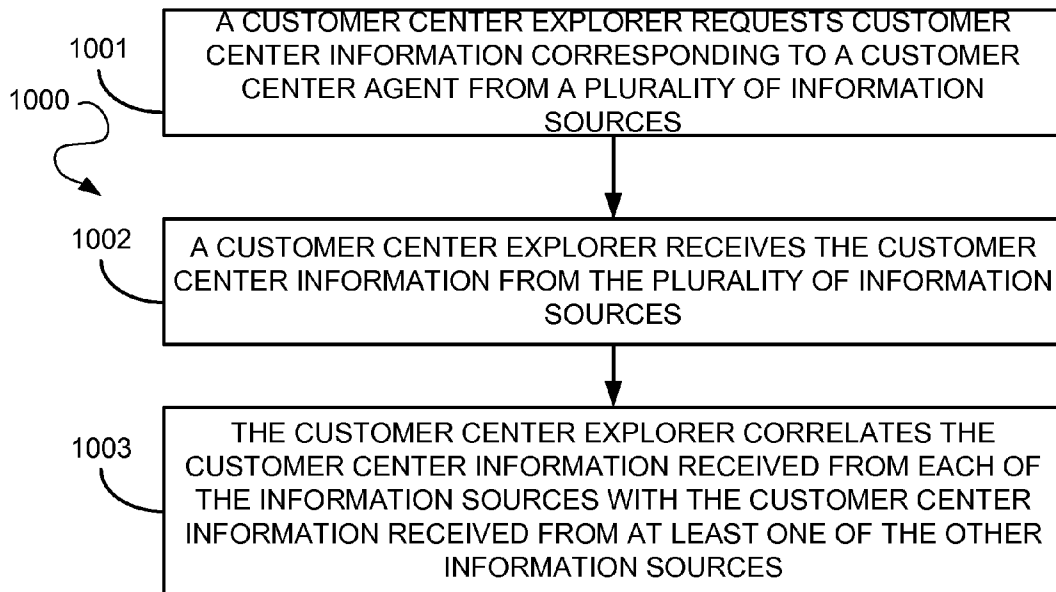 1001
1000
A CUSTOMER CENTER EXPLORER REQUESTS CUSTOMER
CENTER INFORMATION CORRESPONDING TO A CUSTOMER
CENTER AGENT FROM A PLURALITY OF INFORMATION
SOURCES
1002
A CUSTOMER CENTER EXPLORER RECEIVES THE CUSTOMER
CENTER INFORMATION FROM THE PLURALITY OF INFORMATION
SOURCES
1003
THE CUSTOMER CENTER EXPLORER CORRELATES THE
CUSTOMER CENTER INFORMATION RECEIVED FROM EACH OF
THE INFORMATION SOURCES WITH THE CUSTOMER CENTER
INFORMATION RECEIVED FROM AT LEAST ONE OF THE OTHER
INFORMATION SOURCES